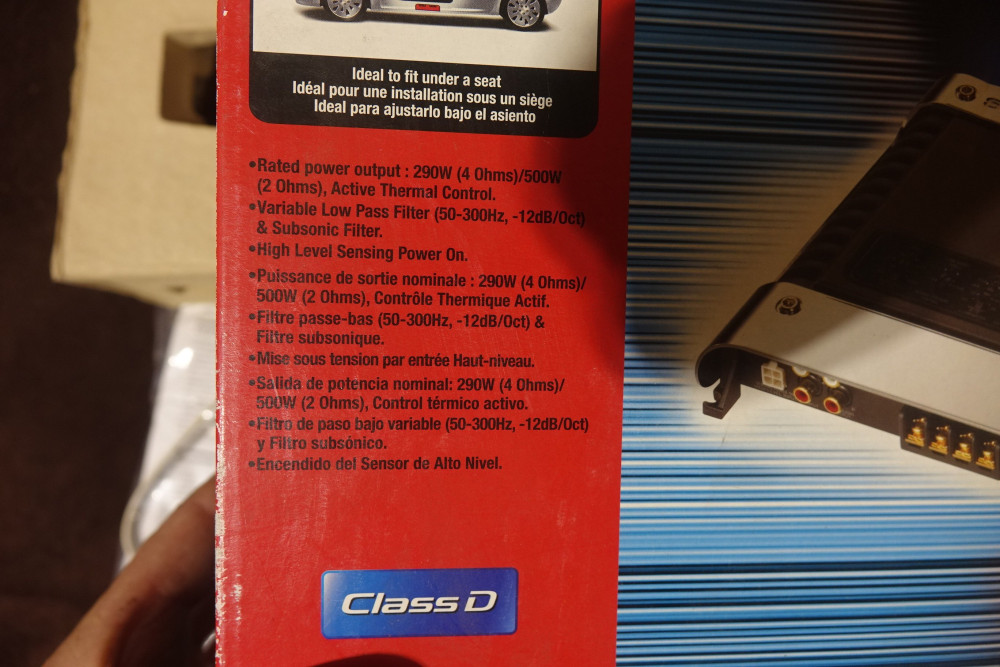 Ideal to fit under a seat
Idéal pour une installation sous un siège
Ideal para ajustarlo bajo el asiento
•Rated power output : 290W (4 Ohms)/500W
(2 Ohms), Active Thermal Control.
•Variable Low Pass Filter (50-300Hz, -12dB/Oct)
& Subsonic Filter.
•High Level Sensing Power On.
•Puissance de sortie nominale : 290W (4 Ohms)/
500W (2 Ohms), Contrôle Thermique Actif.
•Filtre passe-bas (50-300Hz, -12dB/Oct) &
Filtre subsonique.
•Mise sous tension par entrée Haut-niveau.
•Salida de potencia nominal: 290W (4 Ohms)/
500W (2 Ohms), Control térmico activo.
•Filtro de paso bajo variable (50-300Hz, -12dB/Oct)
y Filtro subsónico.
•Encendido del Sensor de Alto Nivel.
Class D